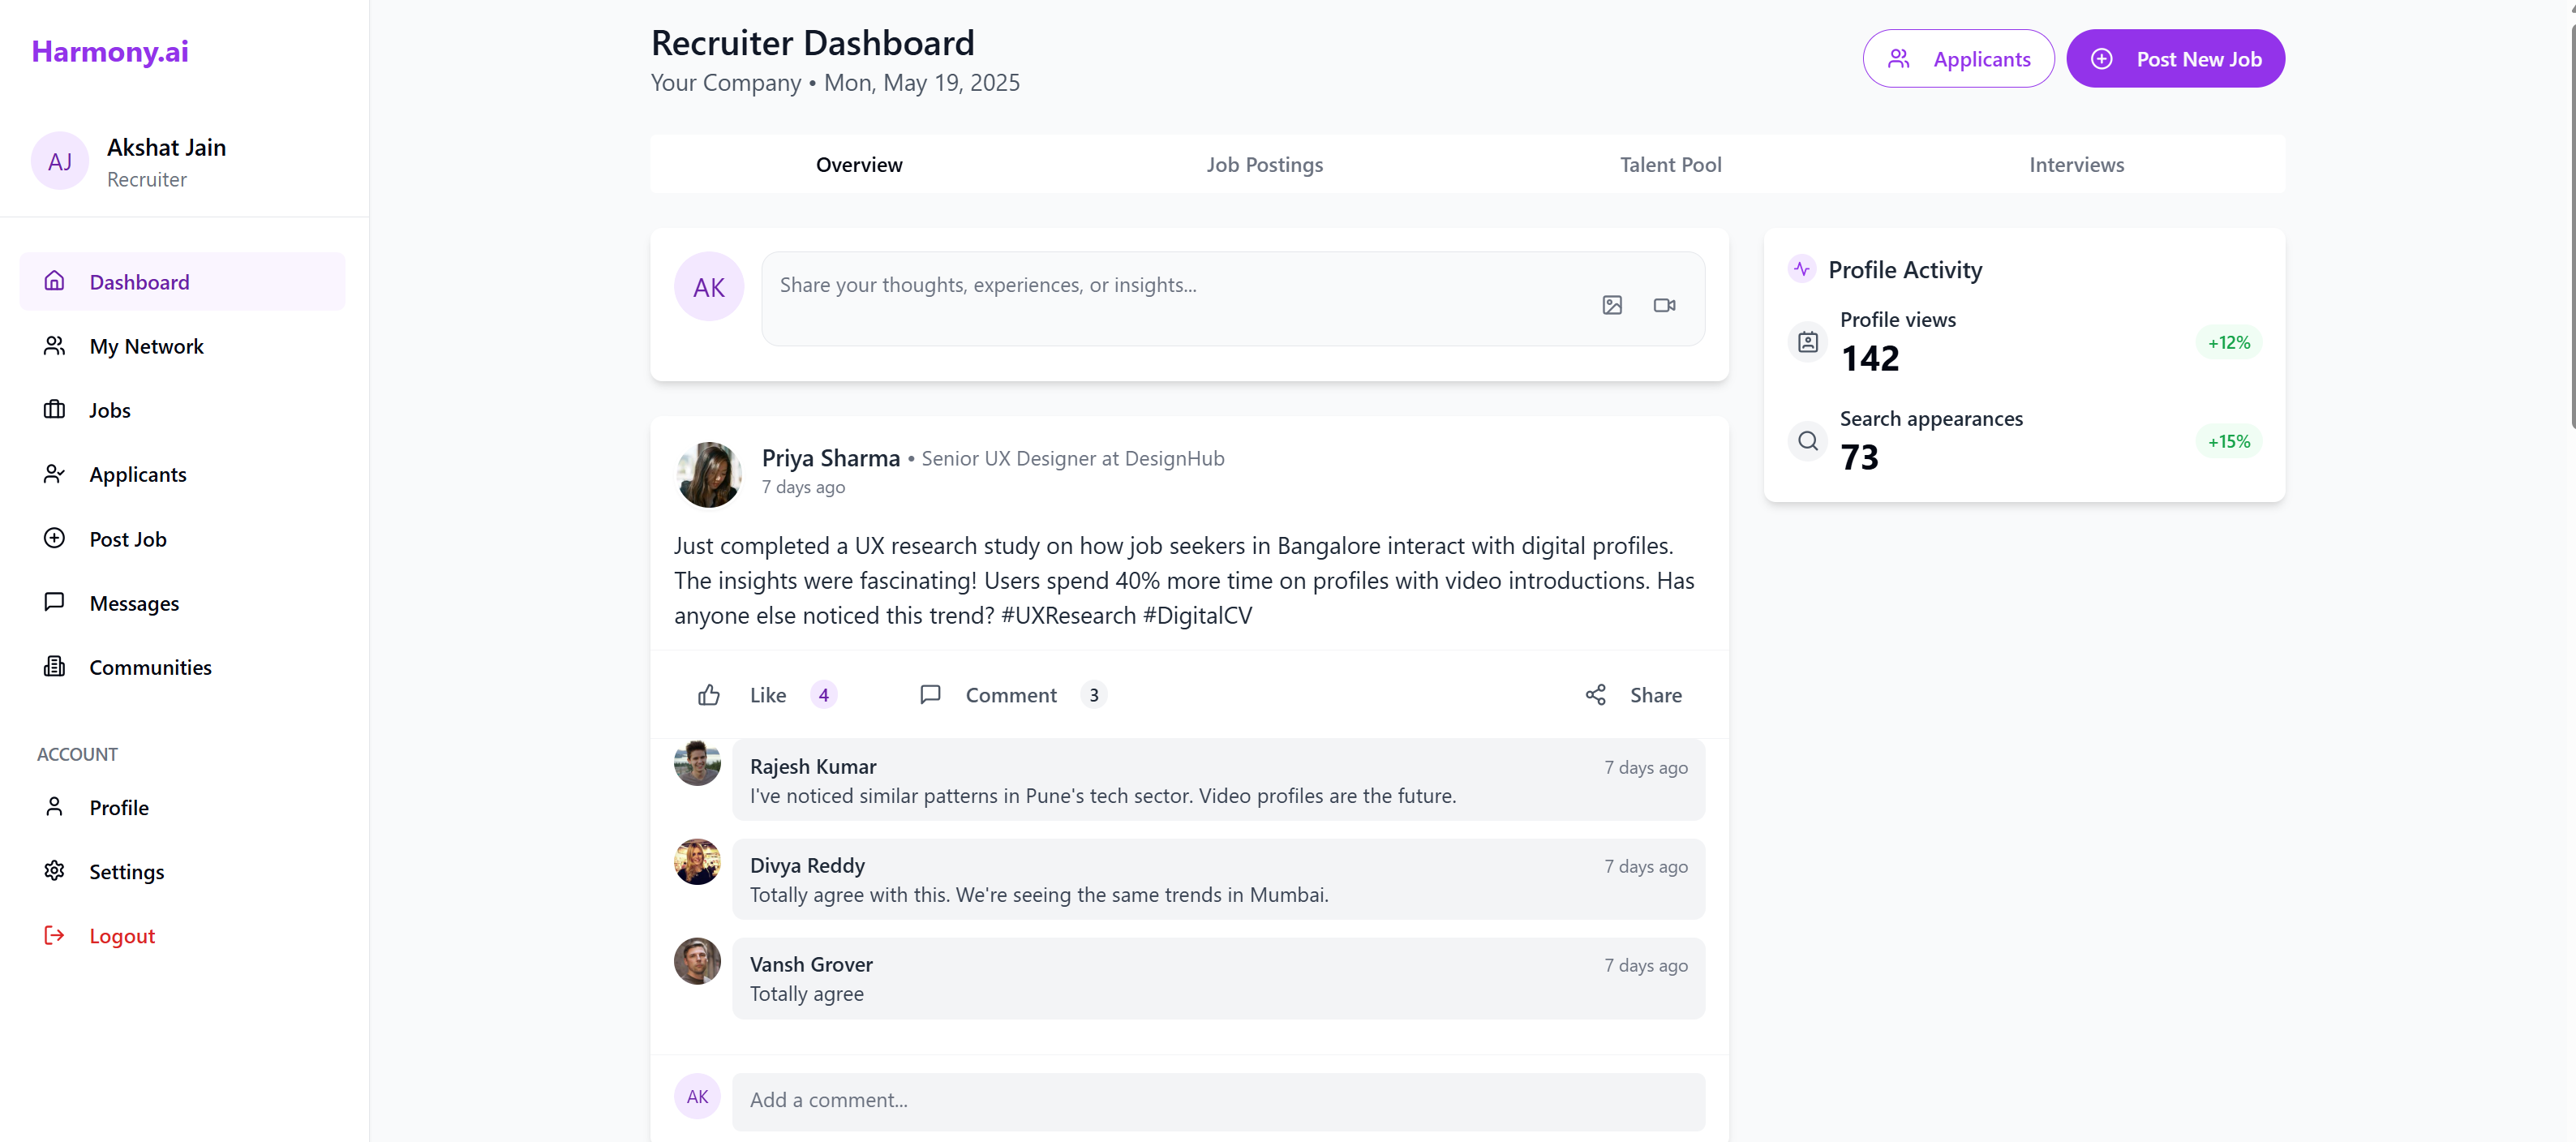 Harmony.ai
AJ
Akshat Jain
Recruiter
Dashboard
My Network
Jobs
Applicants
Post Job
Messages
Communities
ACCOUNT
Profile
Settings
Logout
Recruiter Dashboard
Your Company • Mon, May 19, 2025
Applicants
Post New Job
Overview
Job Postings
Talent Pool
Interviews
AK
Share your thoughts, experiences, or insights...
Priya Sharma • Senior UX Designer at DesignHub
7 days ago
Just completed a UX research study on how job seekers in Bangalore interact with digital profiles.
The insights were fascinating! Users spend 40% more time on profiles with video introductions. Has
anyone else noticed this trend? #UXResearch #DigitalCV
Like 4
Comment 3
Share
Rajesh Kumar 7 days ago
I've noticed similar patterns in Pune's tech sector. Video profiles are the future.
Divya Reddy 7 days ago
Totally agree with this. We're seeing the same trends in Mumbai.
Vansh Grover 7 days ago
Totally agree
AK
Add a comment...
Profile Activity
Profile views
142
+12%
Search appearances
73
+15%